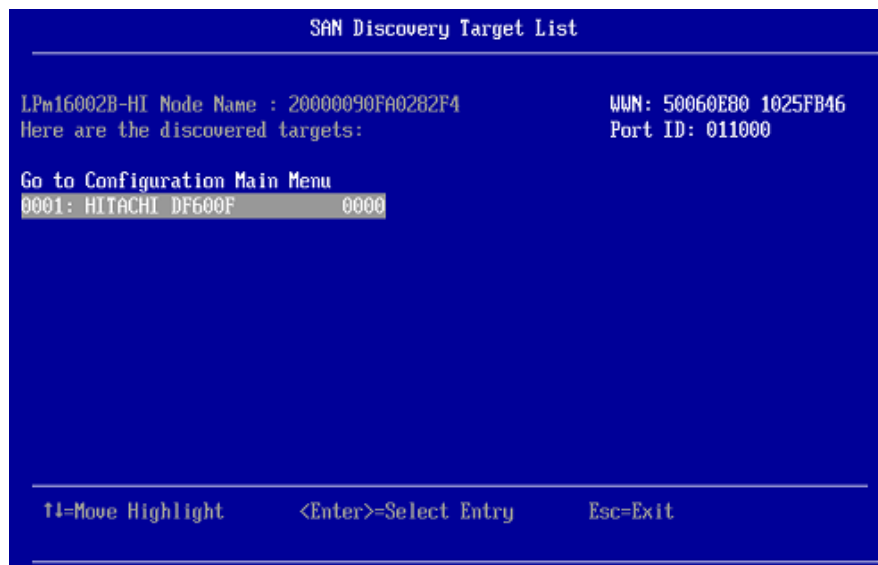 SAN Discovery Target List
LPm16002B-HI Node Name : 20000090FA0282F4 WWN: 50060E80 1025FB46
Here are the discovered targets: Port ID: 011000
Go to Configuration Main Menu
0001: HITACHI DF600F 0000
↑↓=Move Highlight <Enter>=Select Entry Esc=Exit